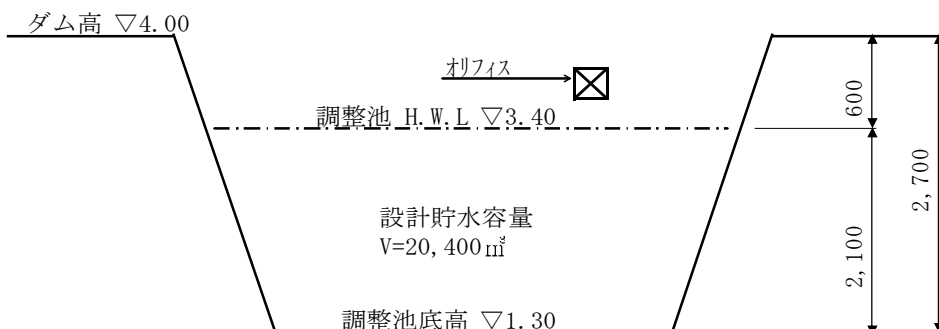 ダム高 ▽4.00
オリフィス
調整池 H.W.L ▽3.40
600
2,700
設計貯水容量
V=20,400㎥
2,100
調整池底高 ▽1.30